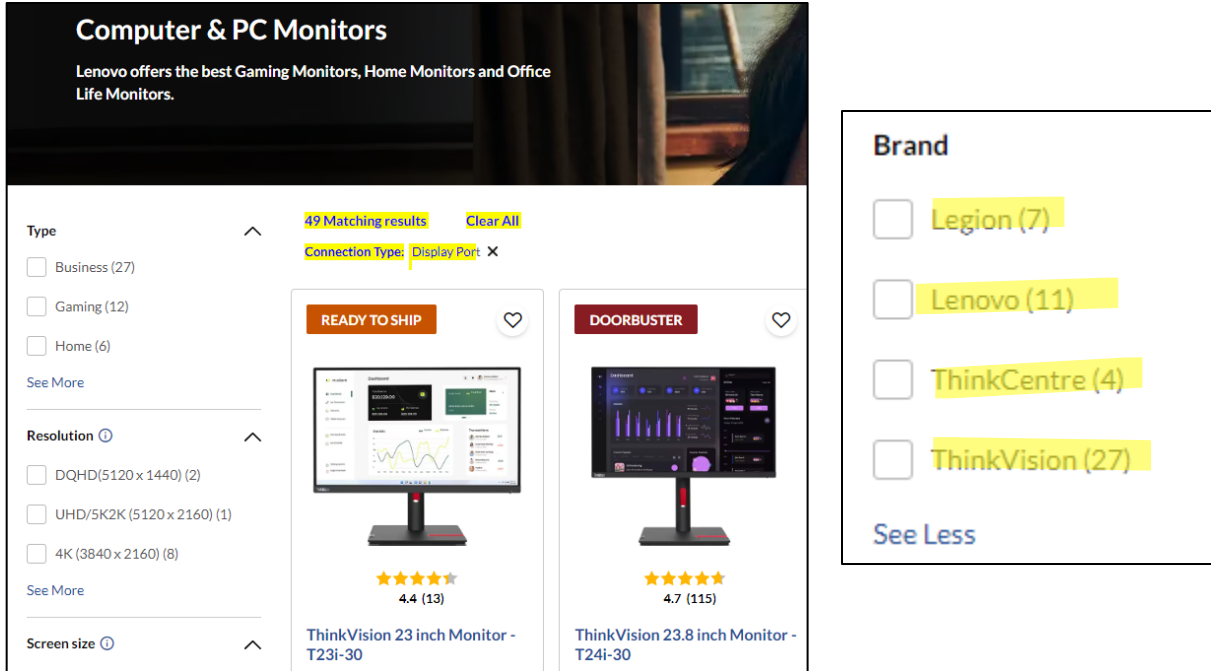 Computer & PC Monitors
Lenovo offers the best Gaming Monitors, Home Monitors and Office
Life Monitors.
Type
Business (27)
Gaming (12)
Home (6)
See More
Resolution
DQHD(5120 x 1440) (2)
UHD/5K2K (5120 x 2160) (1)
4K (3840 x 2160) (8)
See More
Screen size
49 Matching results Clear All
Connection Type: Display Port
READY TO SHIP
Dashboard
4.4 (13)
ThinkVision 23 inch Monitor -
T23i-30
DOORBUSTER
Dashboard
4.7 (115)
ThinkVision 23.8 inch Monitor -
T24i-30
Brand
Legion (7)
Lenovo (11)
ThinkCentre (4)
ThinkVision (27)
See Less